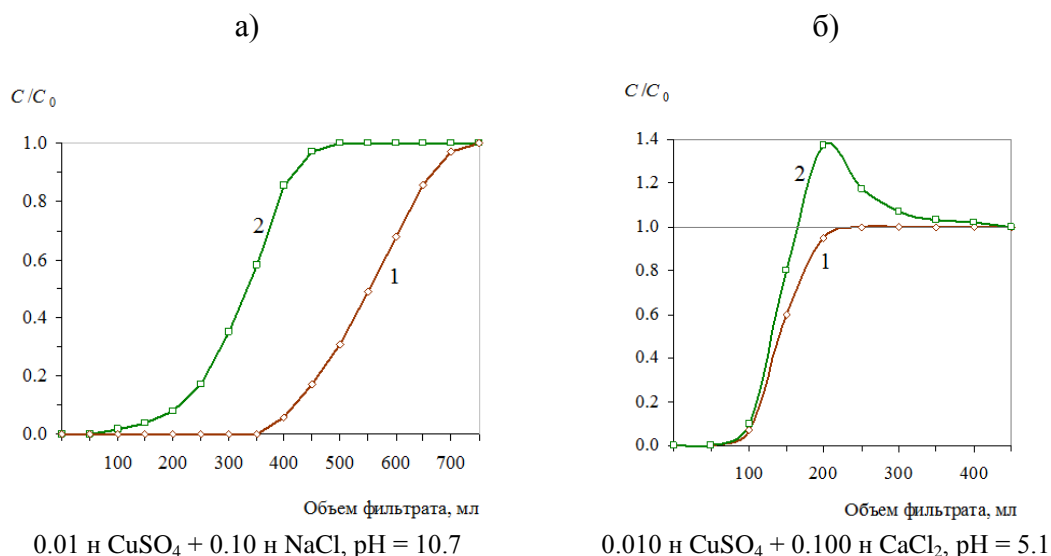 а)
б)
C/C₀
1.0
0.8
0.6
0.4
0.2
0.0
2
1
100 200 300 400 500 600 700
Объем фильтрата, мл
0.01 н CuSO₄ + 0.10 н NaCl, pH = 10.7
C/C₀
1.4
1.2
1.0
0.8
0.6
0.4
0.2
0.0
2
1
100 200 300 400
Объем фильтрата, мл
0.010 н CuSO₄ + 0.100 н CaCl₂, pH = 5.1